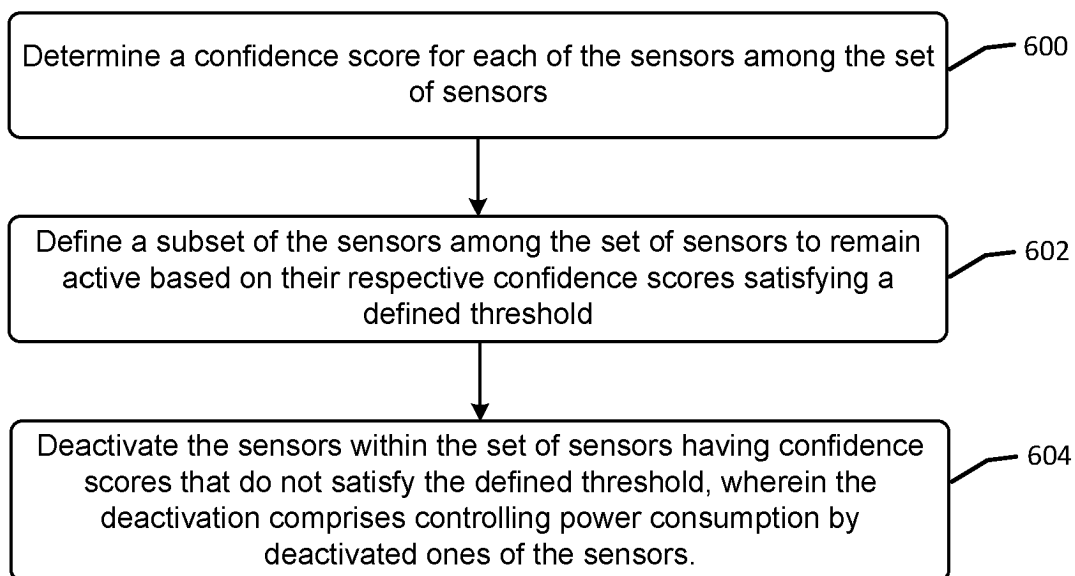 Determine a confidence score for each of the sensors among the set
of sensors
600
Define a subset of the sensors among the set of sensors to remain
active based on their respective confidence scores satisfying a
defined threshold
602
Deactivate the sensors within the set of sensors having confidence
scores that do not satisfy the defined threshold, wherein the
deactivation comprises controlling power consumption by
deactivated ones of the sensors.
604